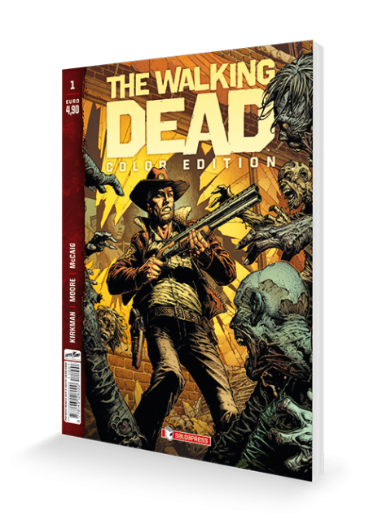 1
EURO
4,90
THE WALKING
DEAD
COLOR EDITION
KIRKMAN | MOORE | McCAIG
SALDAPRESS